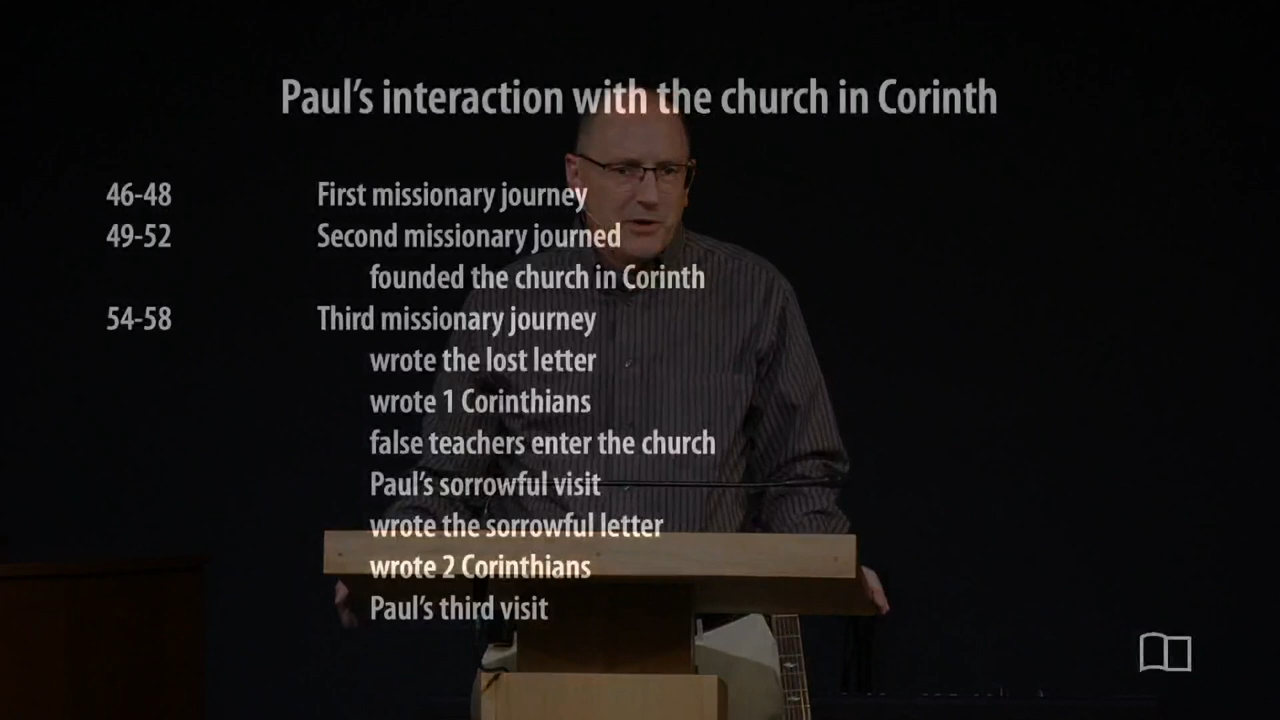 Paul's interaction with the church in Corinth
46-48 First missionary journey
49-52 Second missionary journed
founded the church in Corinth
54-58 Third missionary journey
wrote the lost letter
wrote 1 Corinthians
false teachers enter the church
Paul's sorrowful visit
wrote the sorrowful letter
wrote 2 Corinthians
Paul's third visit